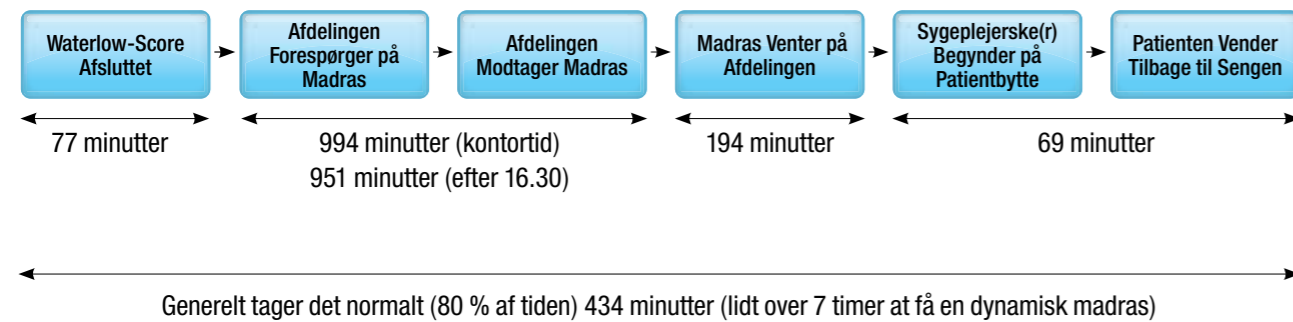 Waterlow-Score
Afsluttet
Afdelingen
Forespørger på
Madras
Afdelingen
Modtager Madras
Madras Venter på
Afdelingen
Sygeplejerske(r)
Begynder på
Patientbytte
Patienten Vender
Tilbage til Sengen
77 minutter
994 minutter (kontortid)
951 minutter (efter 16.30)
194 minutter
69 minutter
Generelt tager det normalt (80 % af tiden) 434 minutter (lidt over 7 timer at få en dynamisk madras)